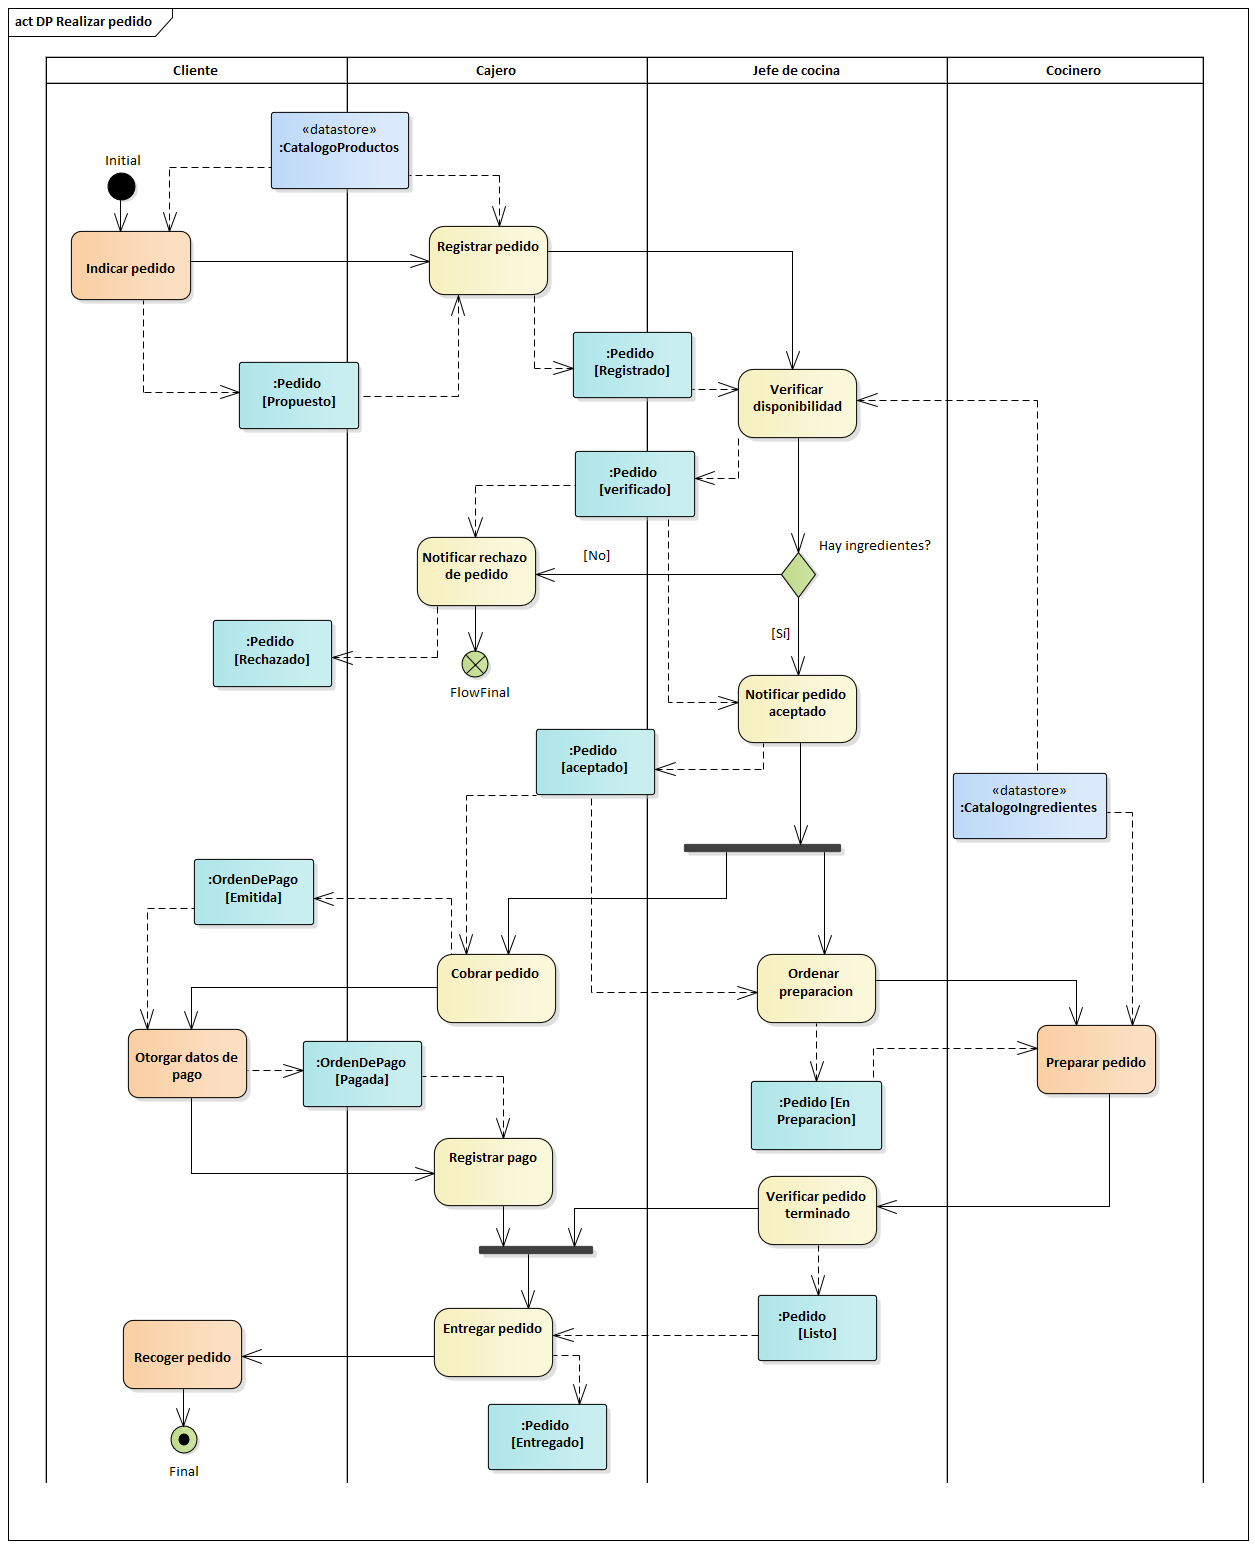 act DP Realizar pedido
Cliente
Cajero
Jefe de cocina
Cocinero
«datastore»
:CatalogoProductos
Initial
Indicar pedido
Registrar pedido
:Pedido
[Registrado]
:Pedido
[Propuesto]
Verificar
disponibilidad
:Pedido
[verificado]
Notificar rechazo
de pedido
[No]
Hay ingredientes?
:Pedido
[Rechazado]
[Sí]
FlowFinal
Notificar pedido
aceptado
:Pedido
[aceptado]
«datastore»
:CatalogoIngredientes
:OrdenDePago
[Emitida]
Cobrar pedido
Ordenar
preparacion
Otorgar datos de
pago
:OrdenDePago
[Pagada]
Preparar pedido
:Pedido [En
Preparacion]
Registrar pago
Verificar pedido
terminado
:Pedido
[Listo]
Entregar pedido
Recoger pedido
:Pedido
[Entregado]
Final